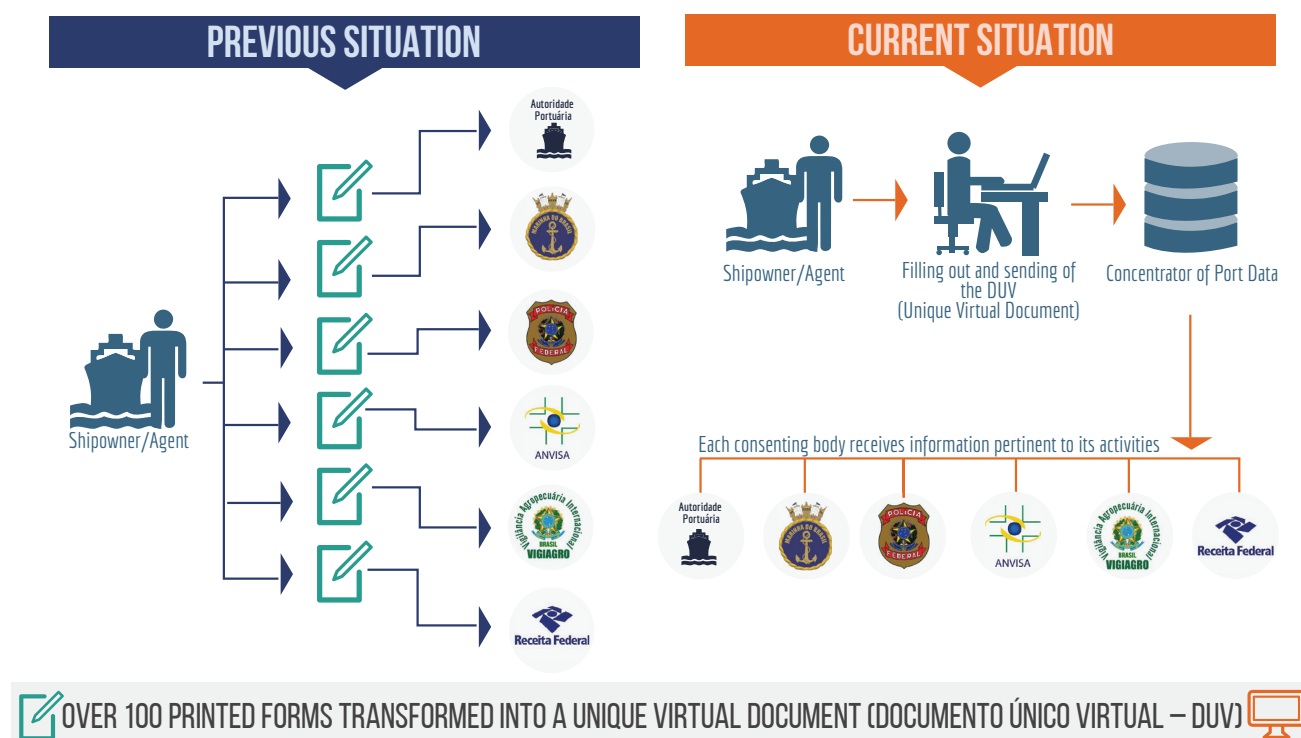 PREVIOUS SITUATION
Autoridade
Portuária
MARINHA DO BRASIL
POLÍCIA
FEDERAL
ANVISA
Vigilância Agropecuária Internacional
BRASIL
VIGIAGRO
Receita Federal
Shipowner/Agent
CURRENT SITUATION
Shipowner/Agent
Filling out and sending of
the DUV
(Unique Virtual Document)
Concentrator of Port Data
Each consenting body receives information pertinent to its activities
Autoridade
Portuária
MARINHA DO BRASIL
POLÍCIA
FEDERAL
ANVISA
Vigilância Agropecuária Internacional
BRASIL
VIGIAGRO
Receita Federal
OVER 100 PRINTED FORMS TRANSFORMED INTO A UNIQUE VIRTUAL DOCUMENT (DOCUMENTO ÚNICO VIRTUAL – DUV)